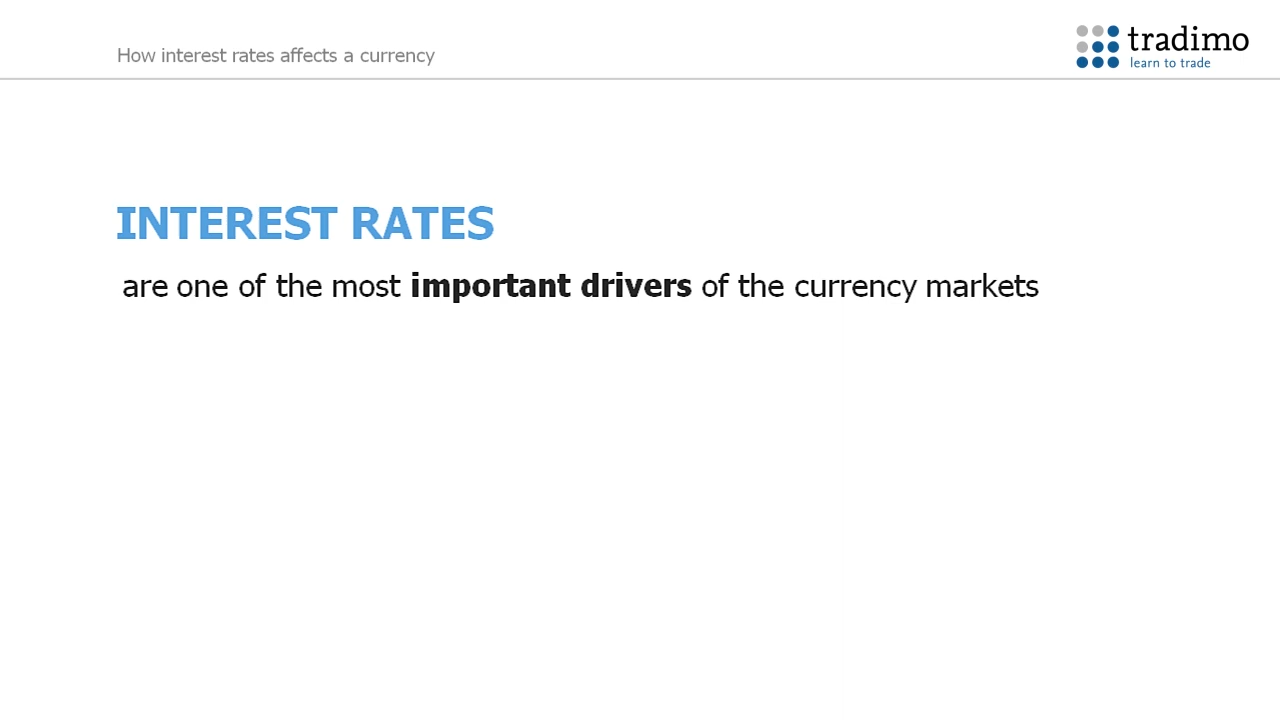 How interest rates affects a currency
tradimo
learn to trade
INTEREST RATES
are one of the most important drivers of the currency markets